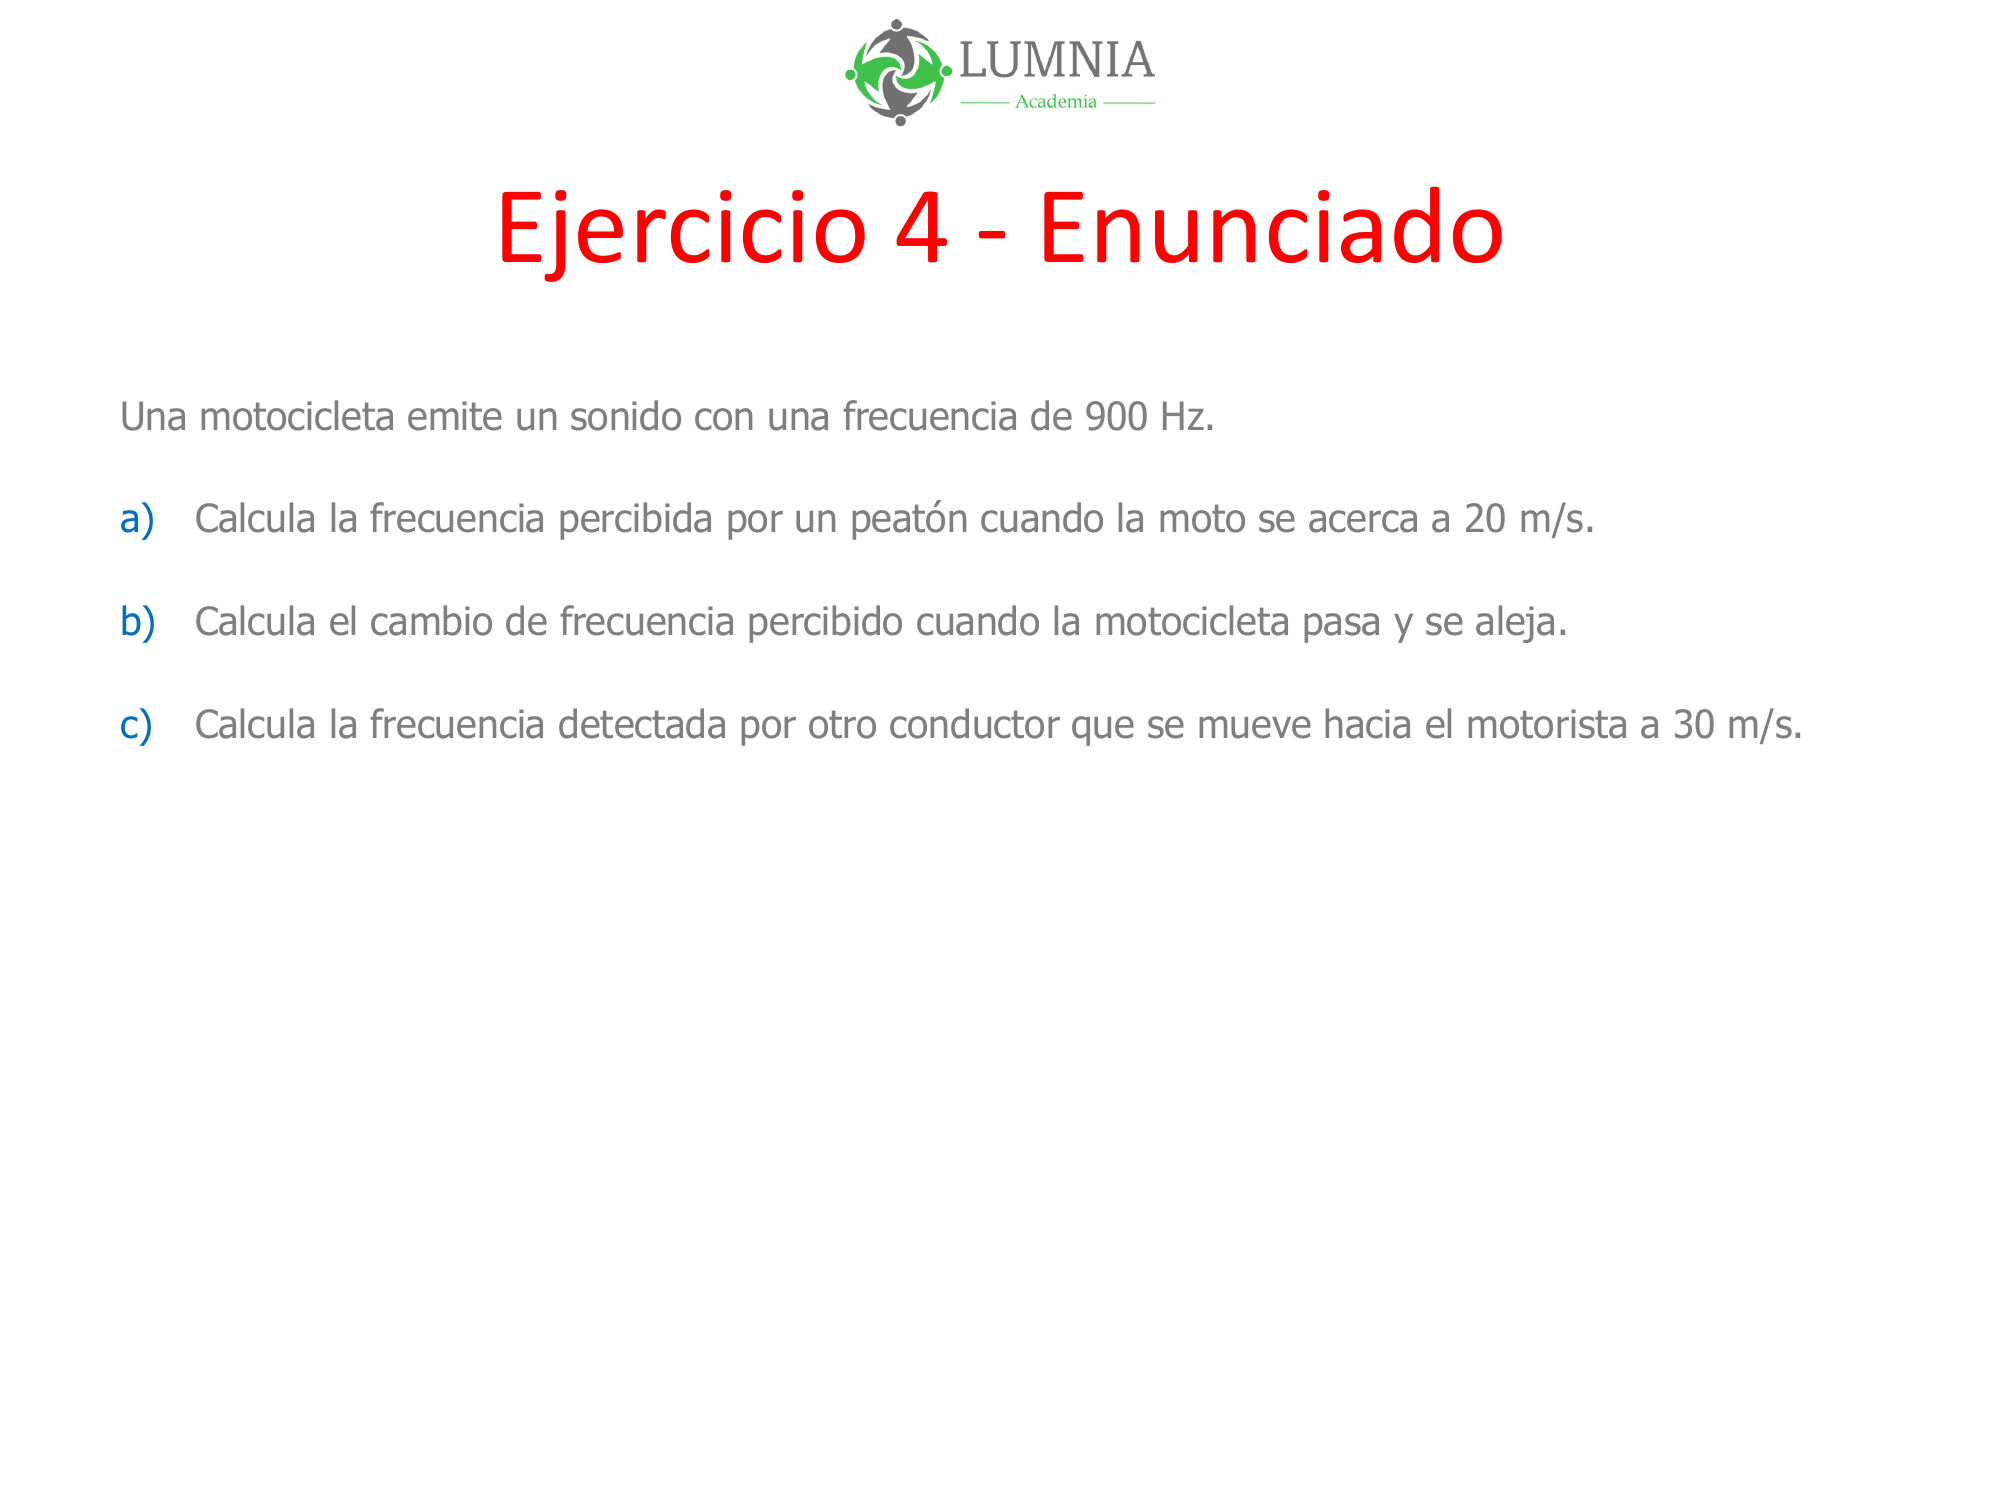 LUMNIA
Academia
Ejercicio 4 - Enunciado
Una motocicleta emite un sonido con una frecuencia de 900 Hz.
a) Calcula la frecuencia percibida por un peatón cuando la moto se acerca a 20 m/s.
b) Calcula el cambio de frecuencia percibido cuando la motocicleta pasa y se aleja.
c) Calcula la frecuencia detectada por otro conductor que se mueve hacia el motorista a 30 m/s.